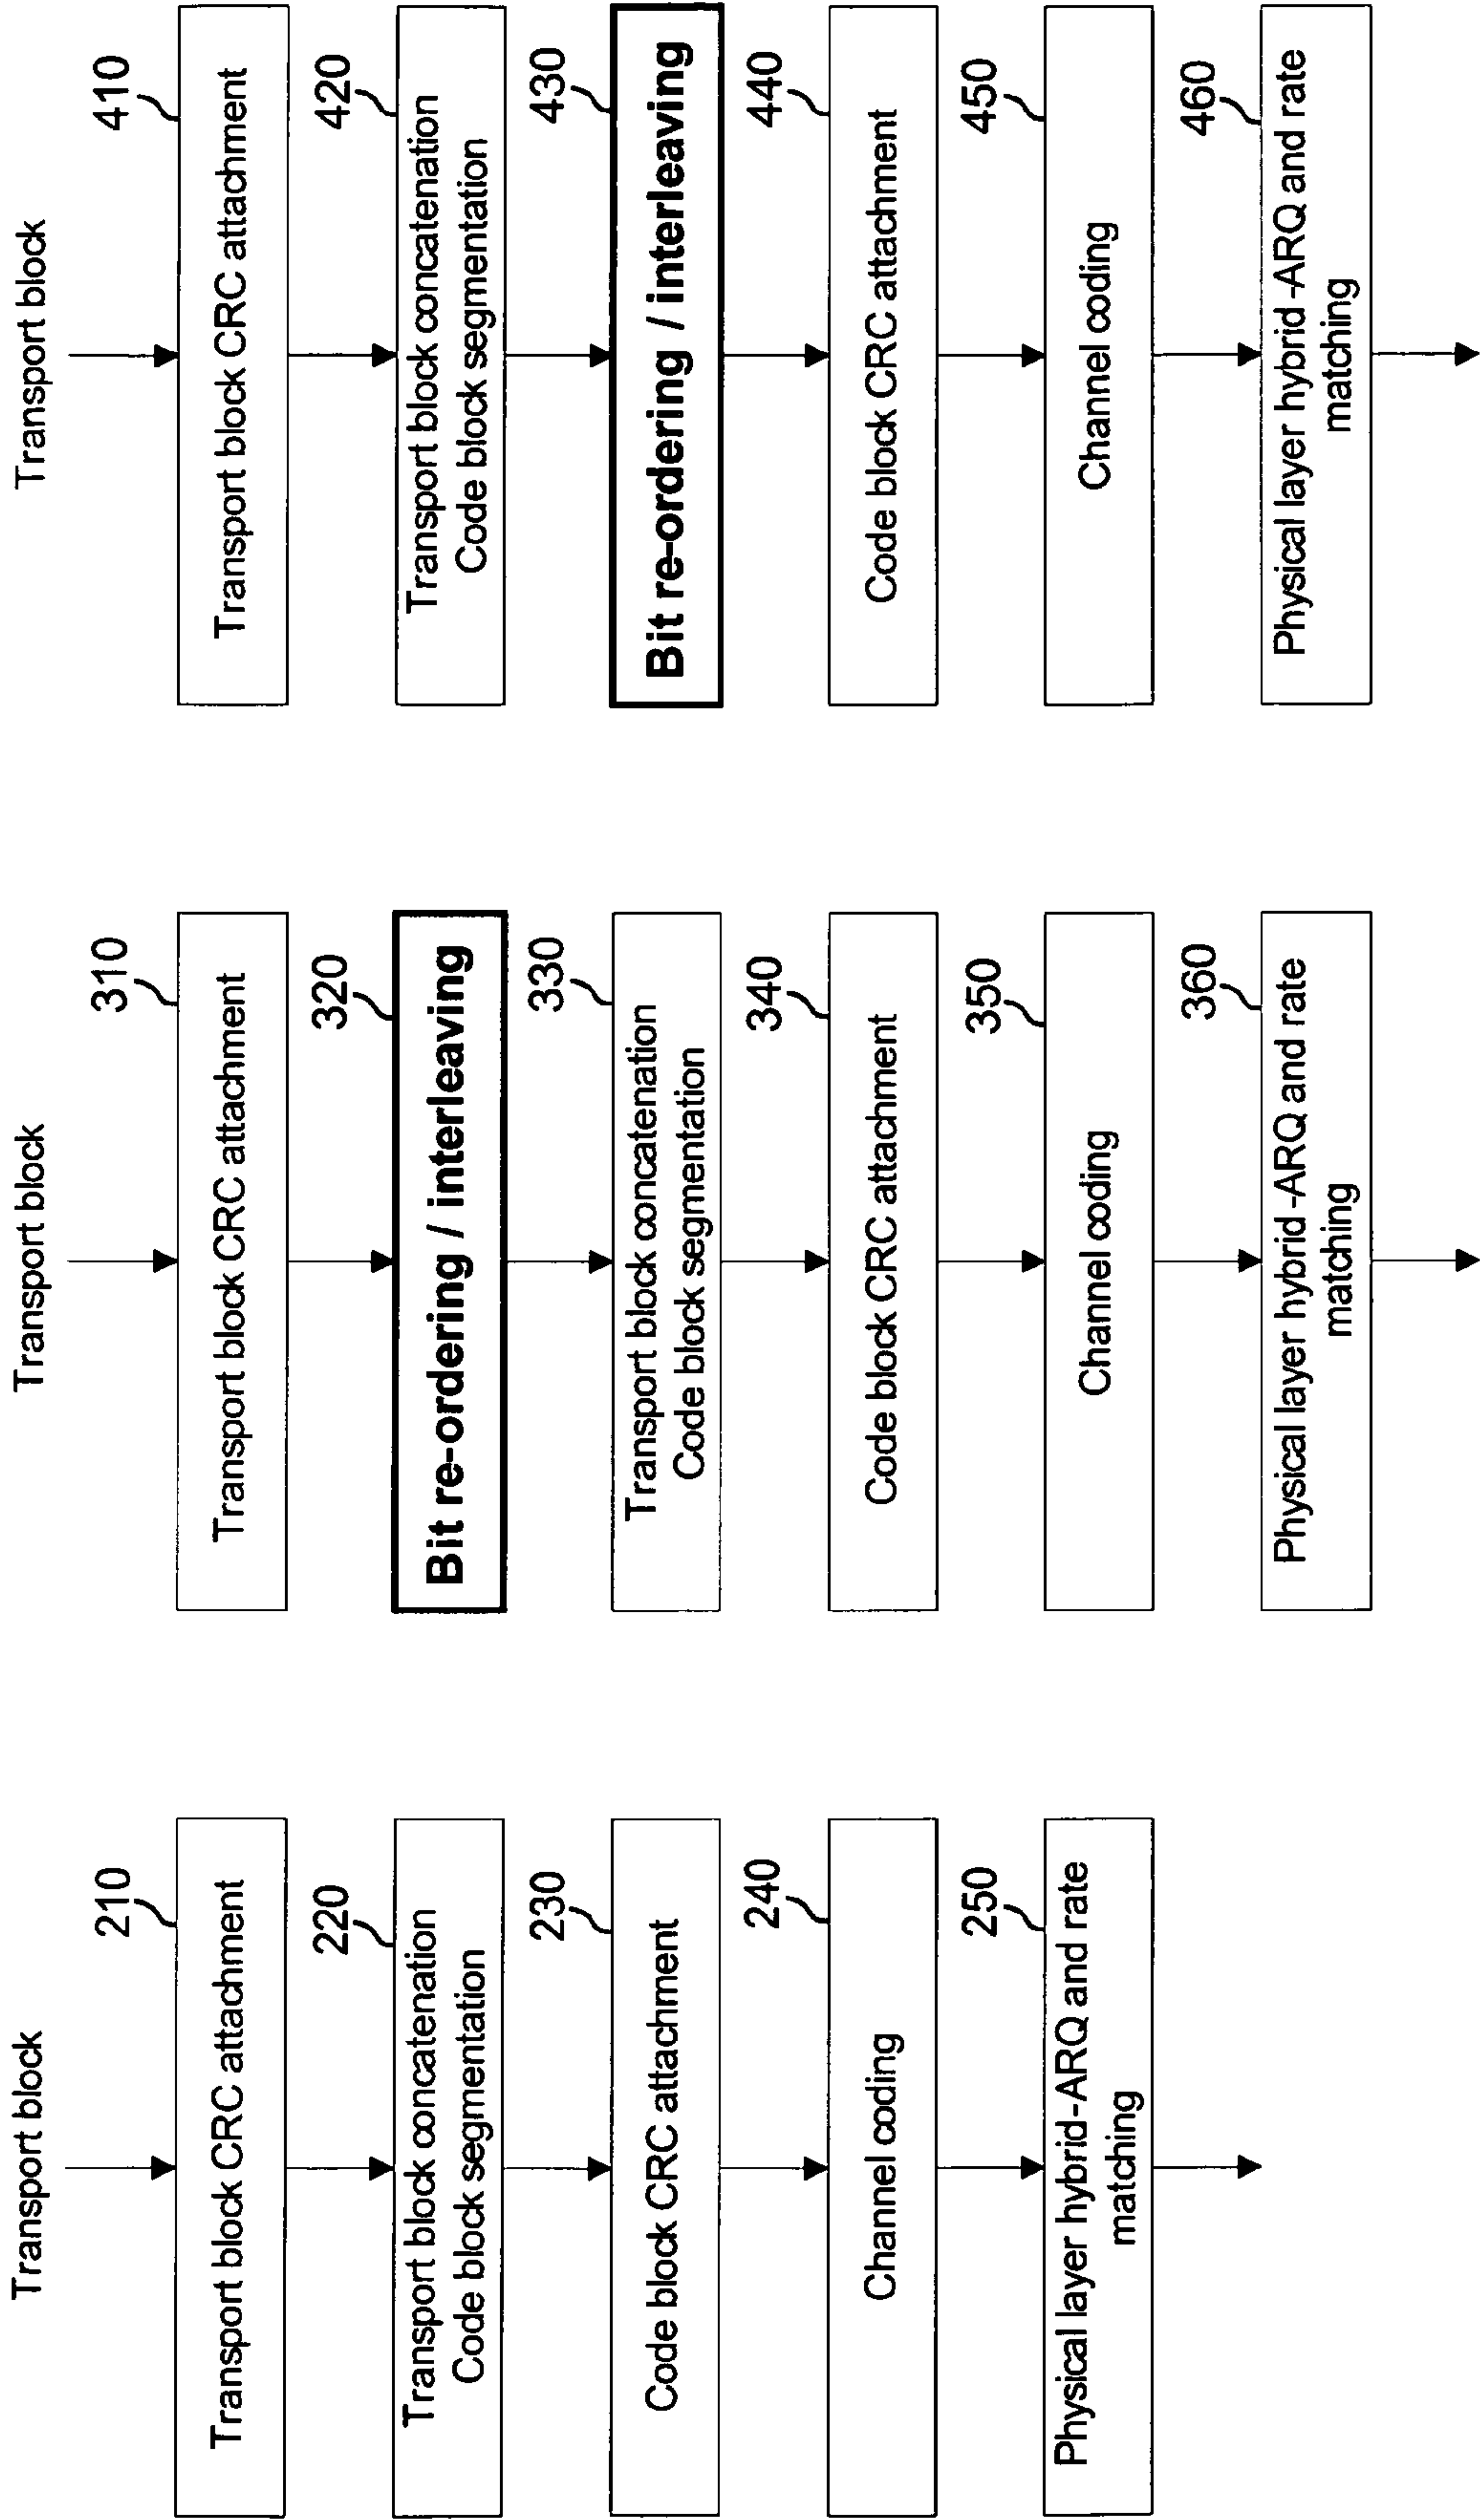 Transport block
210
Transport block CRC attachment
220
Transport block concatenation
Code block segmentation
230
Code block CRC attachment
240
Channel coding
250
Physical layer hybrid-ARQ and rate
matching
Transport block
310
Transport block CRC attachment
320
Bit re-ordering / interleaving
330
Transport block concatenation
Code block segmentation
340
Code block CRC attachment
350
Channel coding
360
Physical layer hybrid-ARQ and rate
matching
Transport block
410
Transport block CRC attachment
420
Transport block concatenation
Code block segmentation
430
Bit re-ordering / interleaving
440
Code block CRC attachment
450
Channel coding
460
Physical layer hybrid-ARQ and rate
matching